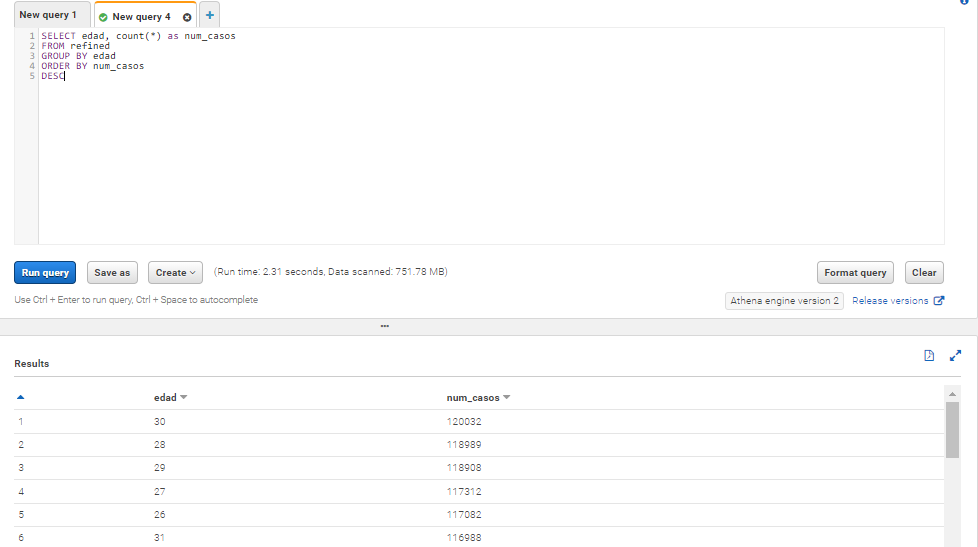 New query 1
New query 4
+
1 SELECT edad, count(*) as num_casos
2 FROM refined
3 GROUP BY edad
4 ORDER BY num_casos
5 DESC
Run query Save as Create (Run time: 2.31 seconds, Data scanned: 751.78 MB) Format query Clear
Use Ctrl + Enter to run query, Ctrl + Space to autocomplete Athena engine version 2 Release versions
Results
edad num_casos
1 30 120032
2 28 118989
3 29 118908
4 27 117312
5 26 117082
6 31 116988